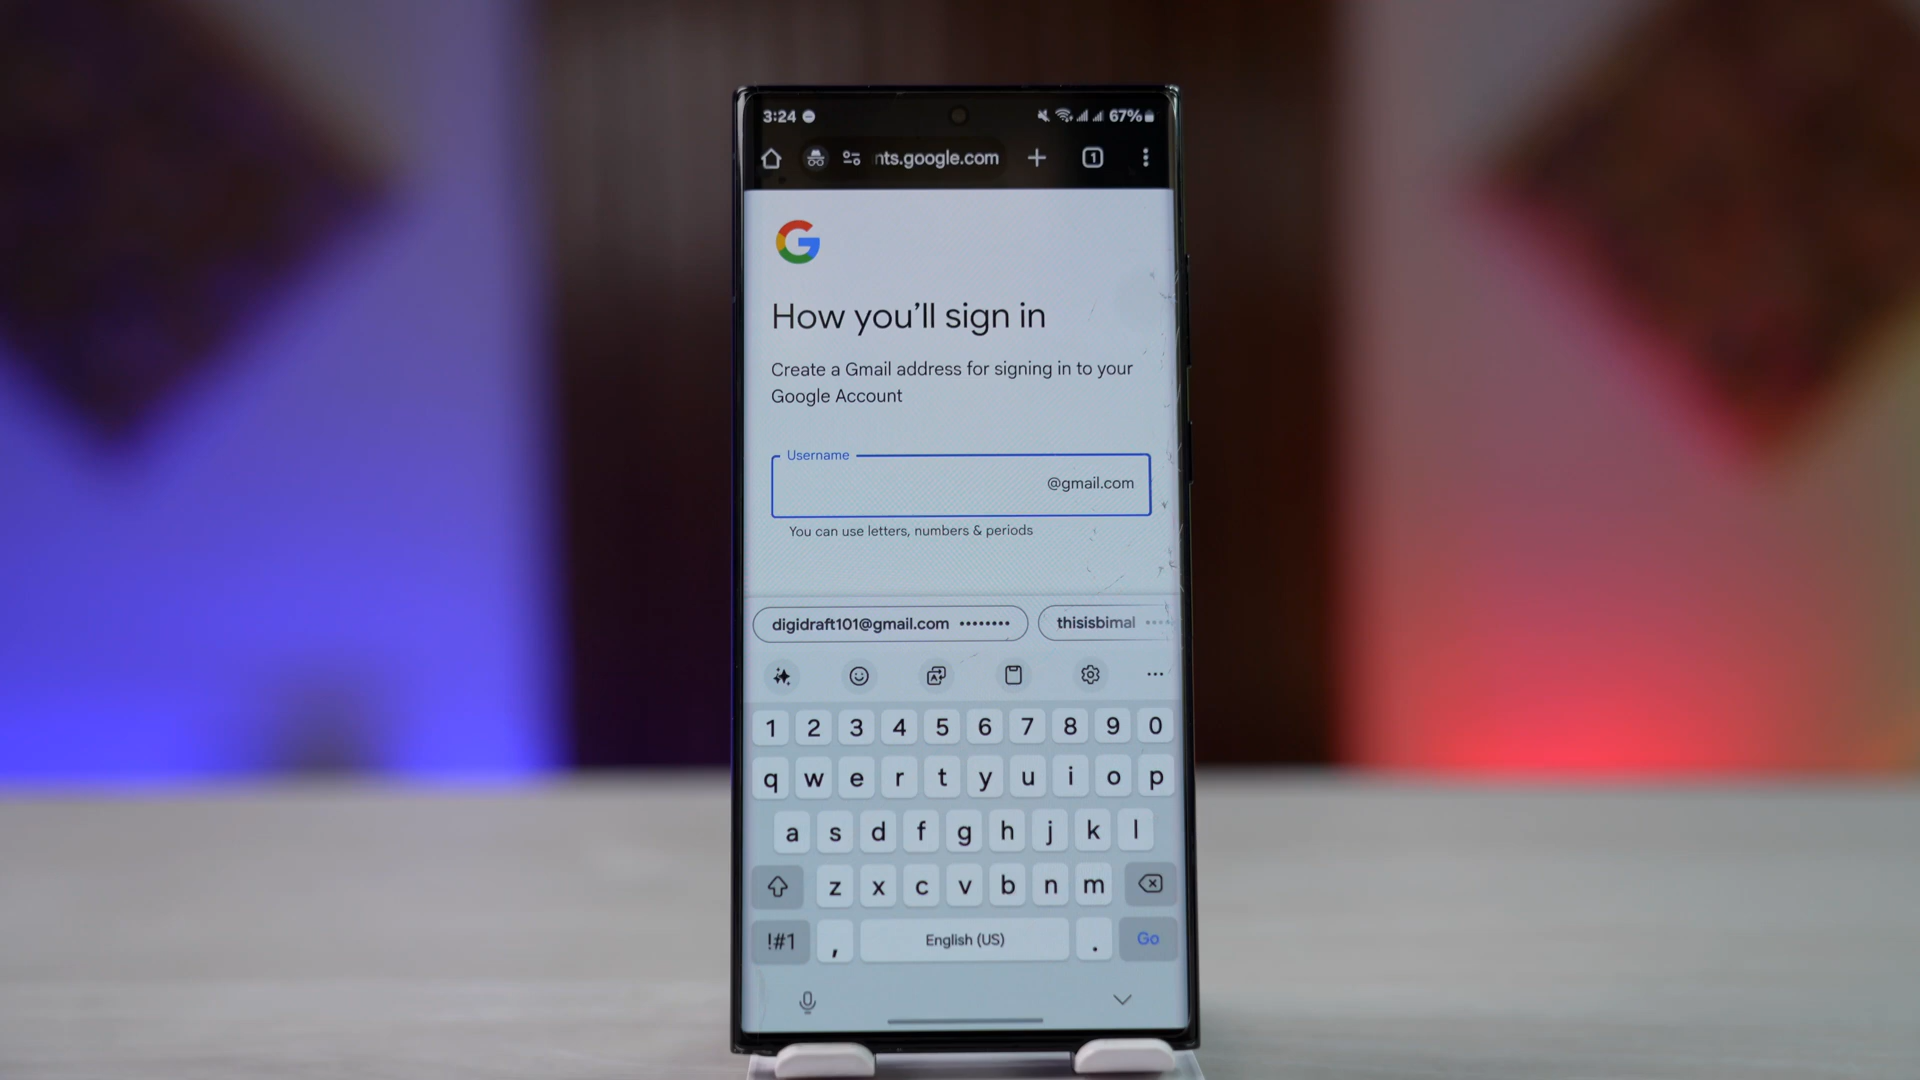 3:24 67%
nts.google.com 1
G
How you'll sign in
Create a Gmail address for signing in to your
Google Account
Username
@gmail.com
You can use letters, numbers & periods
digidraft101@gmail.com •••••••• thisisbimal ••••
1 2 3 4 5 6 7 8 9 0
q w e r t y u i o p
a s d f g h j k l
z x c v b n m
!#1 , English (US) . Go